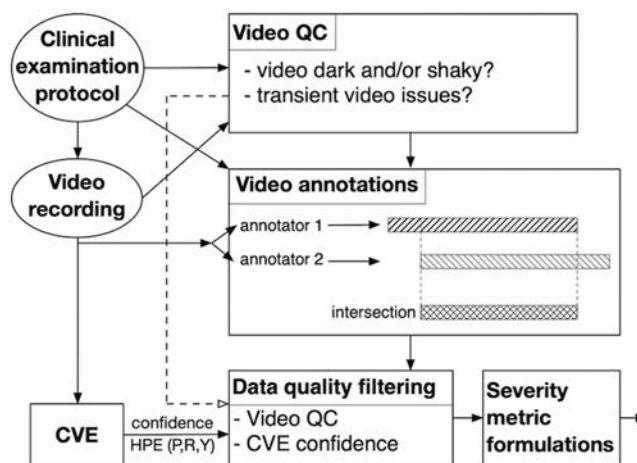 Clinical
examination
protocol
Video QC
- video dark and/or shaky?
- transient video issues?
Video
recording
Video annotations
annotator 1
annotator 2
intersection
CVE
confidence
HPE (P,R,Y)
Data quality filtering
- Video QC
- CVE confidence
Severity
metric
formulations